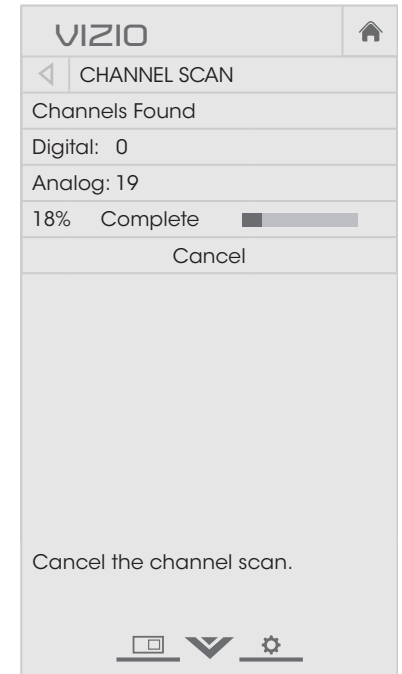 VIZIO
CHANNEL SCAN
Channels Found
Digital: 0
Analog: 19
18% Complete
Cancel
Cancel the channel scan.